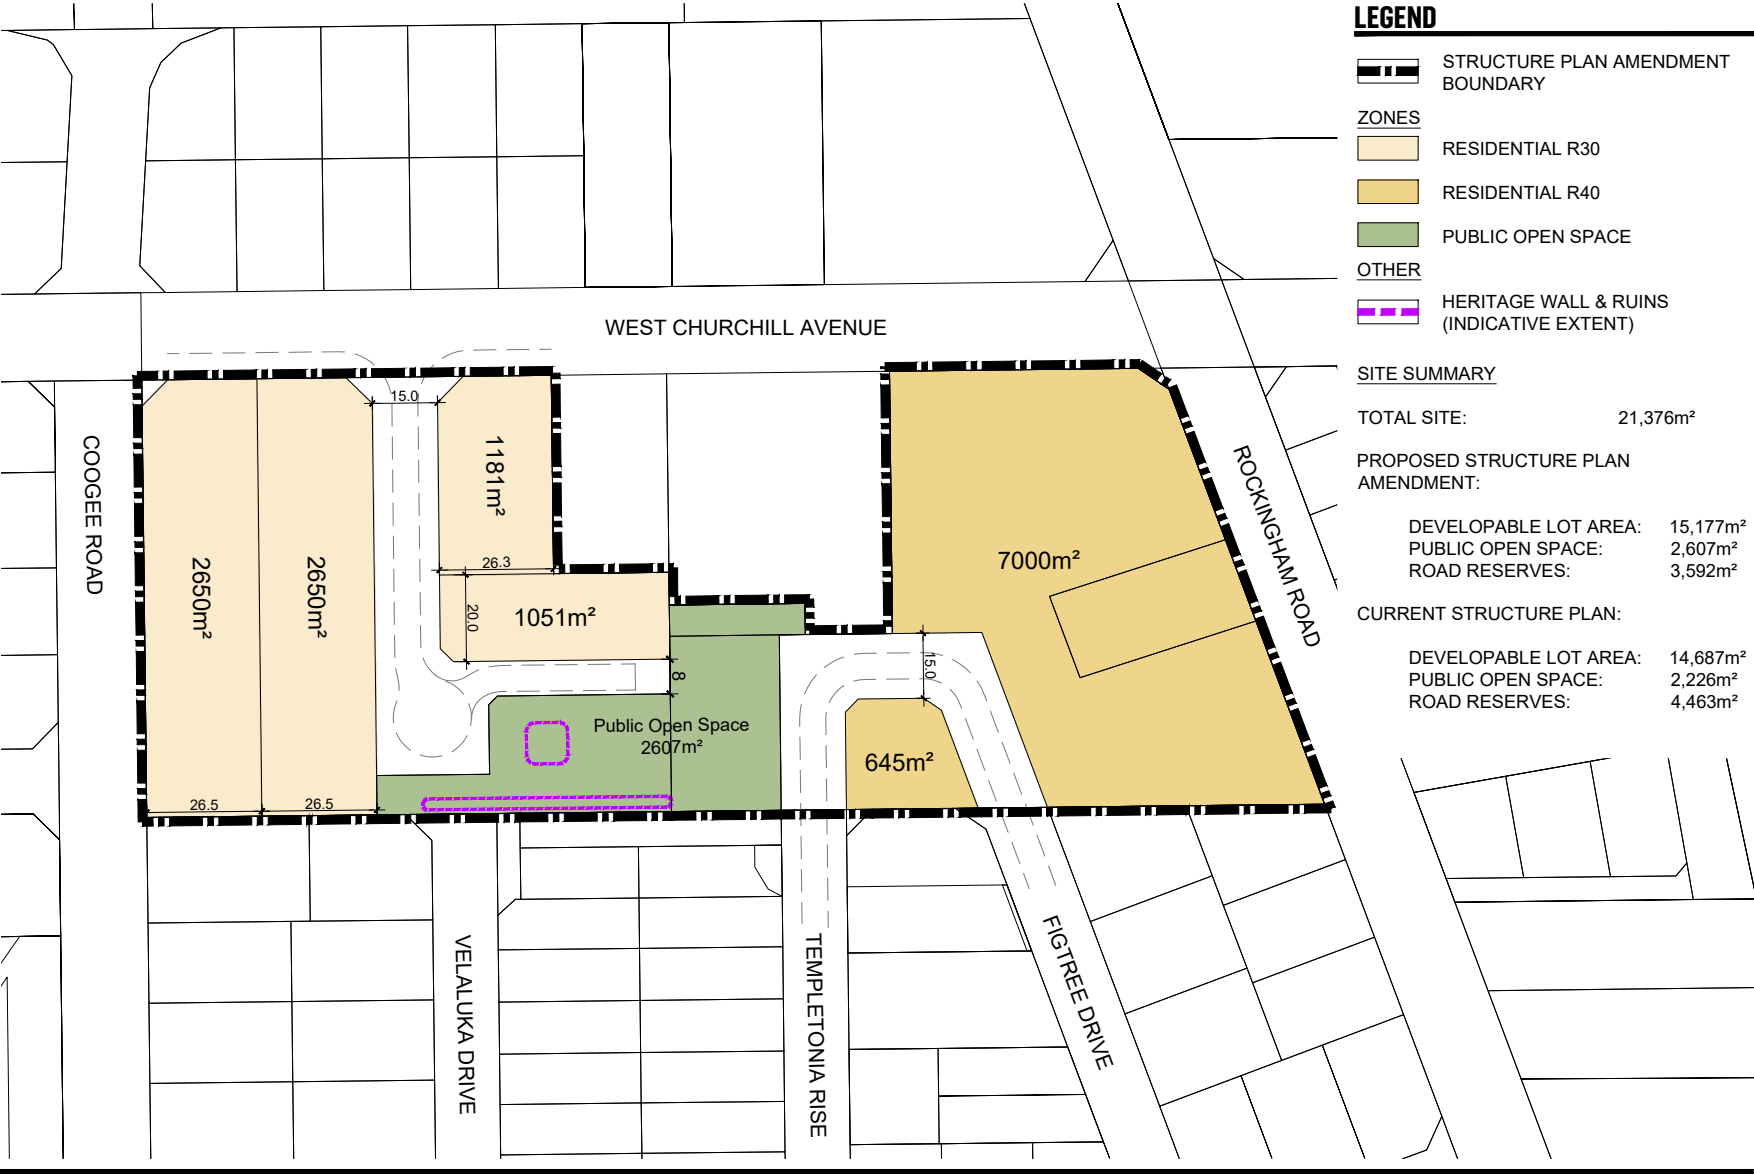 LEGEND
STRUCTURE PLAN AMENDMENT
BOUNDARY
ZONES
RESIDENTIAL R30
RESIDENTIAL R40
PUBLIC OPEN SPACE
OTHER
HERITAGE WALL & RUINS
(INDICATIVE EXTENT)
SITE SUMMARY
TOTAL SITE: 21,376m²
PROPOSED STRUCTURE PLAN
AMENDMENT:
DEVELOPABLE LOT AREA: 15,177m²
PUBLIC OPEN SPACE: 2,607m²
ROAD RESERVES: 3,592m²
CURRENT STRUCTURE PLAN:
DEVELOPABLE LOT AREA: 14,687m²
PUBLIC OPEN SPACE: 2,226m²
ROAD RESERVES: 4,463m²
WEST CHURCHILL AVENUE
COOGEE ROAD
ROCKINGHAM ROAD
15.0
1181m²
2650m²
2650m²
26.3
20.0
1051m²
7000m²
8
15.0
Public Open Space
2607m²
645m²
26.5
26.5
VELALUKA DRIVE
TEMPLETONIA RISE
FIGTREE DRIVE